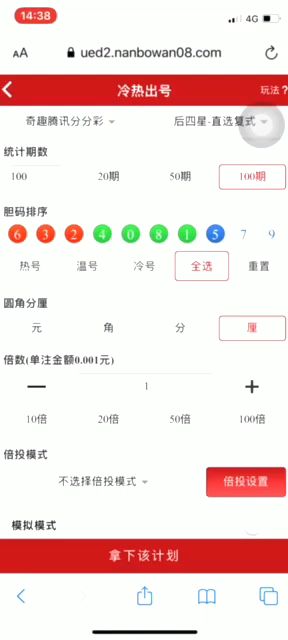 14:38
4G
AA
ued2.nanbowan08.com
冷热出号
玩法?
奇趣腾讯分分彩
后四星-直选复式
统计期数
100 20期 50期 100期
胆码排序
6 3 2 4 0 8 1 5 7 9
热号 温号 冷号 全选 重置
圆角分厘
元 角 分 厘
倍数(单注金额0.001元)
1
10倍 20倍 50倍 100倍
倍投模式
不选择倍投模式
倍投设置
模拟模式
拿下该计划